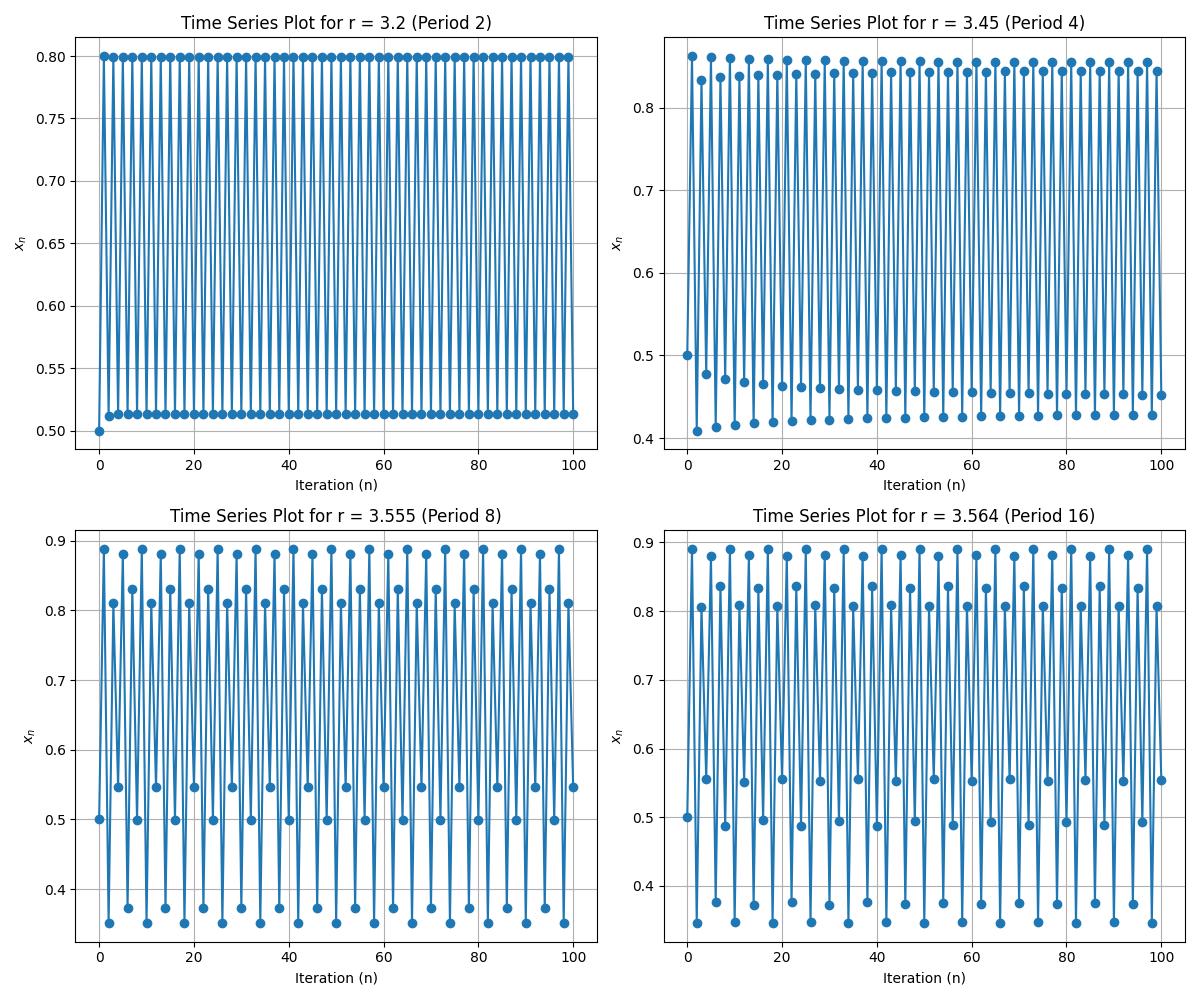 Time Series Plot for r = 3.2 (Period 2)
0.80
0.75
0.70
0.65
0.60
0.55
0.50
xₙ
0 20 40 60 80 100
Iteration (n)
Time Series Plot for r = 3.45 (Period 4)
0.8
0.7
0.6
0.5
0.4
xₙ
0 20 40 60 80 100
Iteration (n)
Time Series Plot for r = 3.555 (Period 8)
0.9
0.8
0.7
0.6
0.5
0.4
xₙ
0 20 40 60 80 100
Iteration (n)
Time Series Plot for r = 3.564 (Period 16)
0.9
0.8
0.7
0.6
0.5
0.4
xₙ
0 20 40 60 80 100
Iteration (n)